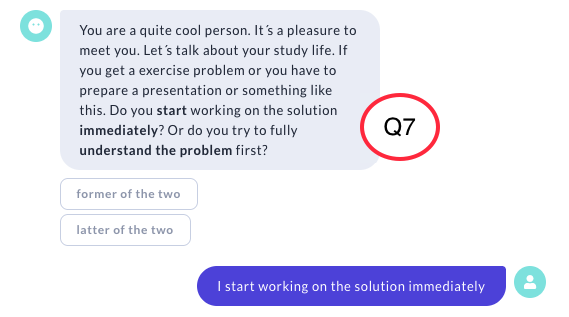 You are a quite cool person. It´s a pleasure to
meet you. Let´s talk about your study life. If
you get a exercise problem or you have to
prepare a presentation or something like
this. Do you start working on the solution
immediately? Or do you try to fully
understand the problem first?
Q7
former of the two
latter of the two
I start working on the solution immediately